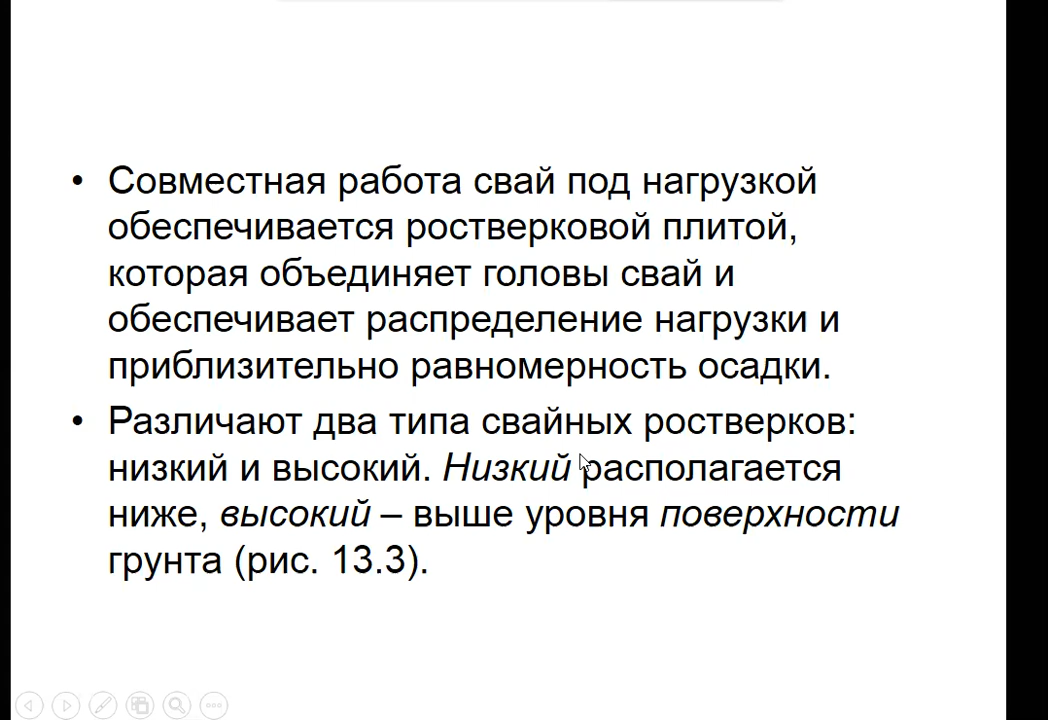 • Совместная работа свай под нагрузкой
обеспечивается ростверковой плитой,
которая объединяет головы свай и
обеспечивает распределение нагрузки и
приблизительно равномерность осадки.
• Различают два типа свайных ростверков:
низкий и высокий. Низкий располагается
ниже, высокий – выше уровня поверхности
грунта (рис. 13.3).